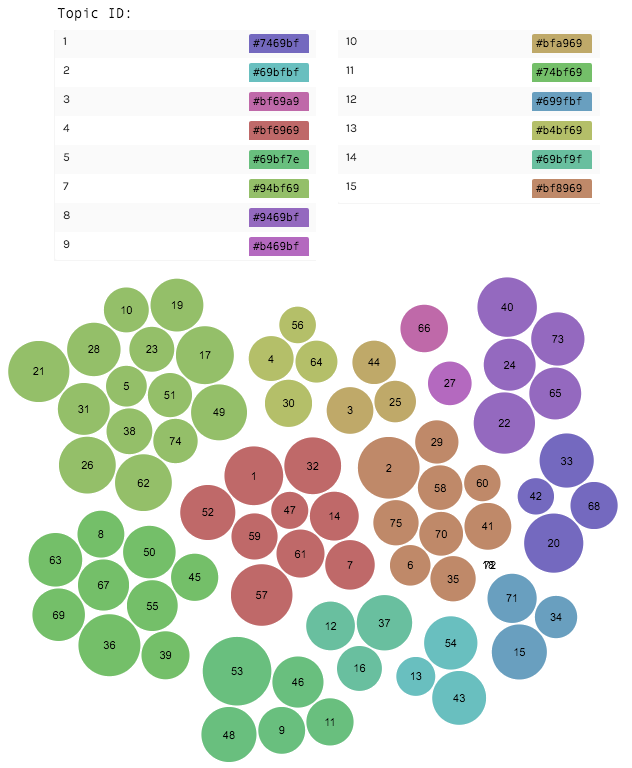 Topic ID:
1 #7469bf
2 #69bfbf
3 #bf69a9
4 #bf6969
5 #69bf7e
7 #94bf69
8 #9469bf
9 #b469bf
10 #bfa969
11 #74bf69
12 #699fbf
13 #b4bf69
14 #69bf9f
15 #bf8969
10 19
28 23 17
21
5 51
31 49
38 74
26 62
56
4 64
30
44
3 25
66
27
40
73
24
65
22
1 32
52 47 14
59 61 7
57
29
2 58 60
75 70 41
6 35
33
42 68
20
8 50
63 67 45
69 55
36 39
12 37
16
54
13 43
71 34
15
53 46
48 9 11